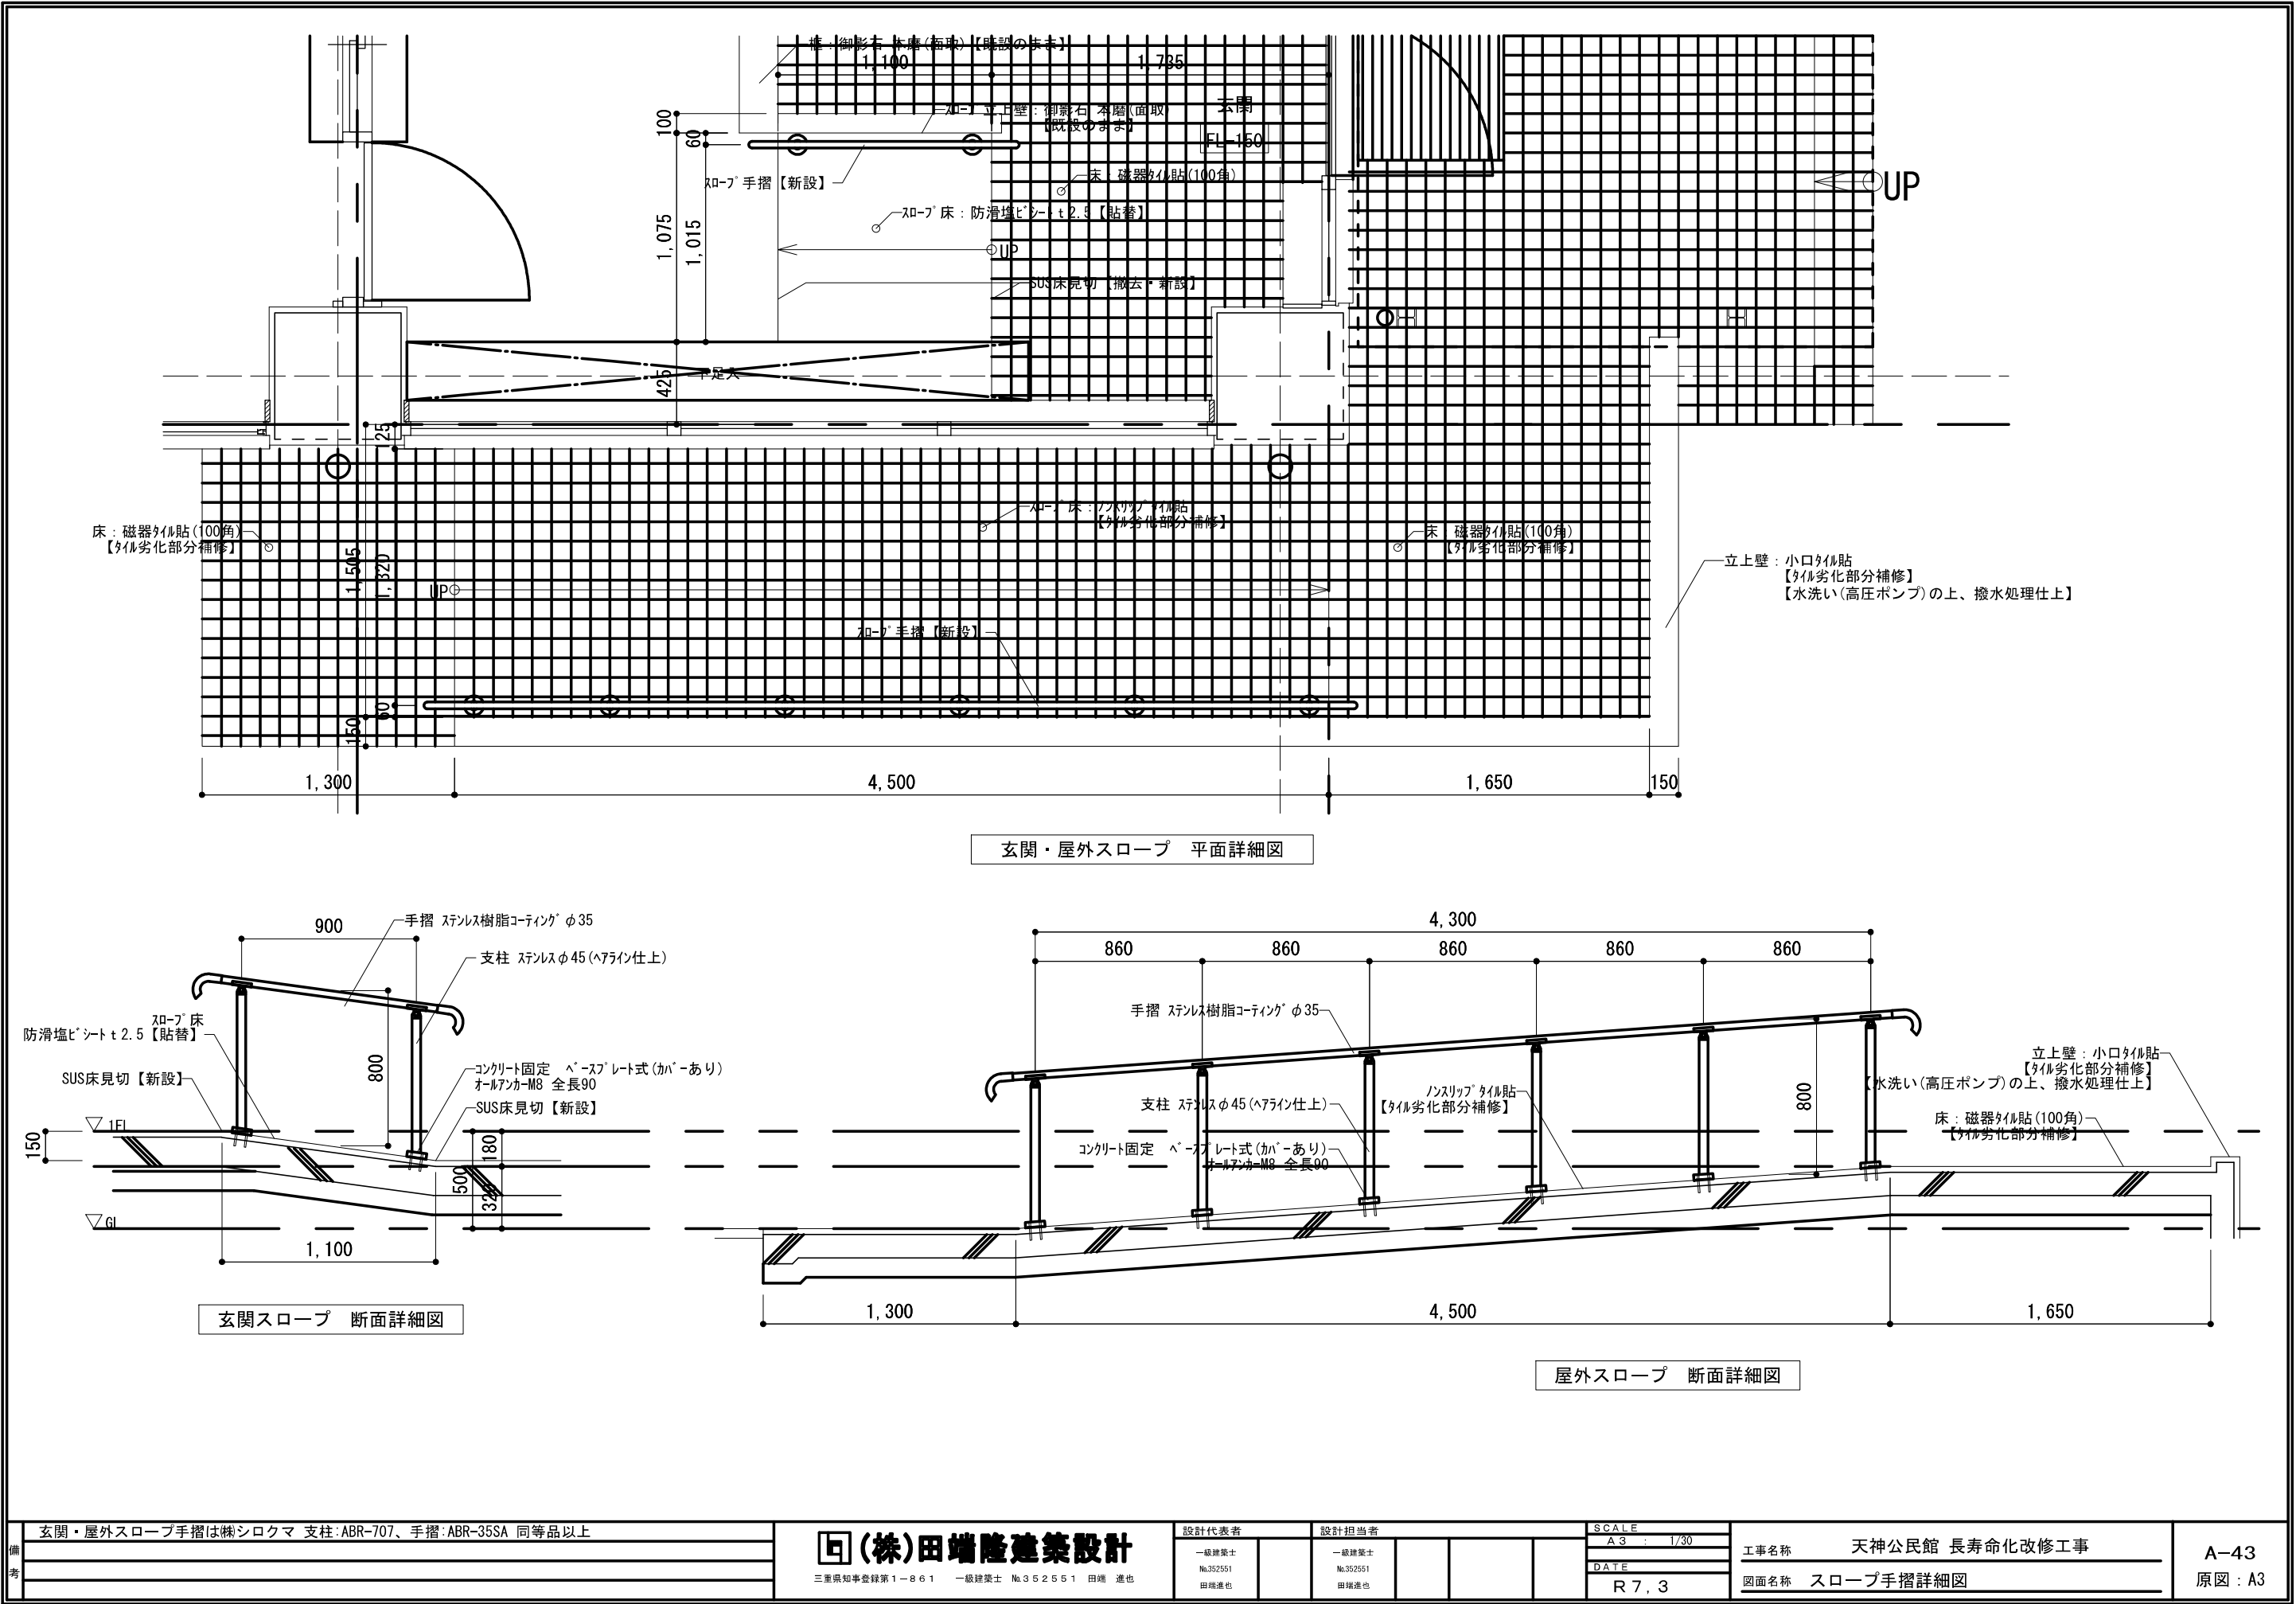 框：御影石 本磨(面取)【既設のまま】
1,100
1,735
スロープ 立上壁：御影石 本磨(面取)
【既設のまま】
玄関
FL-150
100
60
スロープ手摺【新設】
床：磁器タイル貼(100角)
スロープ床：防滑塩ビシートｔ2.5【貼替】
UP
UP
1,075
1,015
SUS床見切【撤去・新設】
下足入
425
125
床：磁器タイル貼(100角)
【タイル劣化部分補修】
スロープ床：ノンスリップタイル貼
【タイル劣化部分補修】
床：磁器タイル貼(100角)
【タイル劣化部分補修】
立上壁：小口タイル貼
【タイル劣化部分補修】
【水洗い(高圧ポンプ)の上、撥水処理仕上】
1,505
1,320
UP
スロープ手摺【新設】
60
150
1,300
4,500
1,650
150
玄関・屋外スロープ　平面詳細図
900
手摺 ステンレス樹脂コーティングφ35
支柱 ステンレスφ45(ヘアライン仕上)
スロープ床
防滑塩ビシートｔ2.5【貼替】
SUS床見切【新設】
800
コンクリート固定　ベースプレート式(カバーあり)
オールアンカーM8 全長90
SUS床見切【新設】
1FL
150
180
500
320
GL
1,100
玄関スロープ　断面詳細図
4,300
860
860
860
860
860
手摺 ステンレス樹脂コーティングφ35
支柱 ステンレスφ45(ヘアライン仕上)
ノンスリップタイル貼
【タイル劣化部分補修】
コンクリート固定　ベースプレート式(カバーあり)
オールアンカーM8 全長90
800
立上壁：小口タイル貼
【タイル劣化部分補修】
【水洗い(高圧ポンプ)の上、撥水処理仕上】
床：磁器タイル貼(100角)
【タイル劣化部分補修】
1,300
4,500
1,650
屋外スロープ　断面詳細図
備考
玄関・屋外スロープ手摺は㈱シロクマ 支柱:ABR-707、手摺:ABR-35SA 同等品以上
(株)田端隆建築設計
三重県知事登録第１−８６１　一級建築士 №３５２５５１ 田端 進也
設計代表者
一級建築士
№352551
田端進也
設計担当者
一級建築士
№352551
田端進也
SCALE
A3 : 1/30
DATE
R7,3
工事名称　天神公民館 長寿命化改修工事
図面名称　スロープ手摺詳細図
A-43
原図：A3